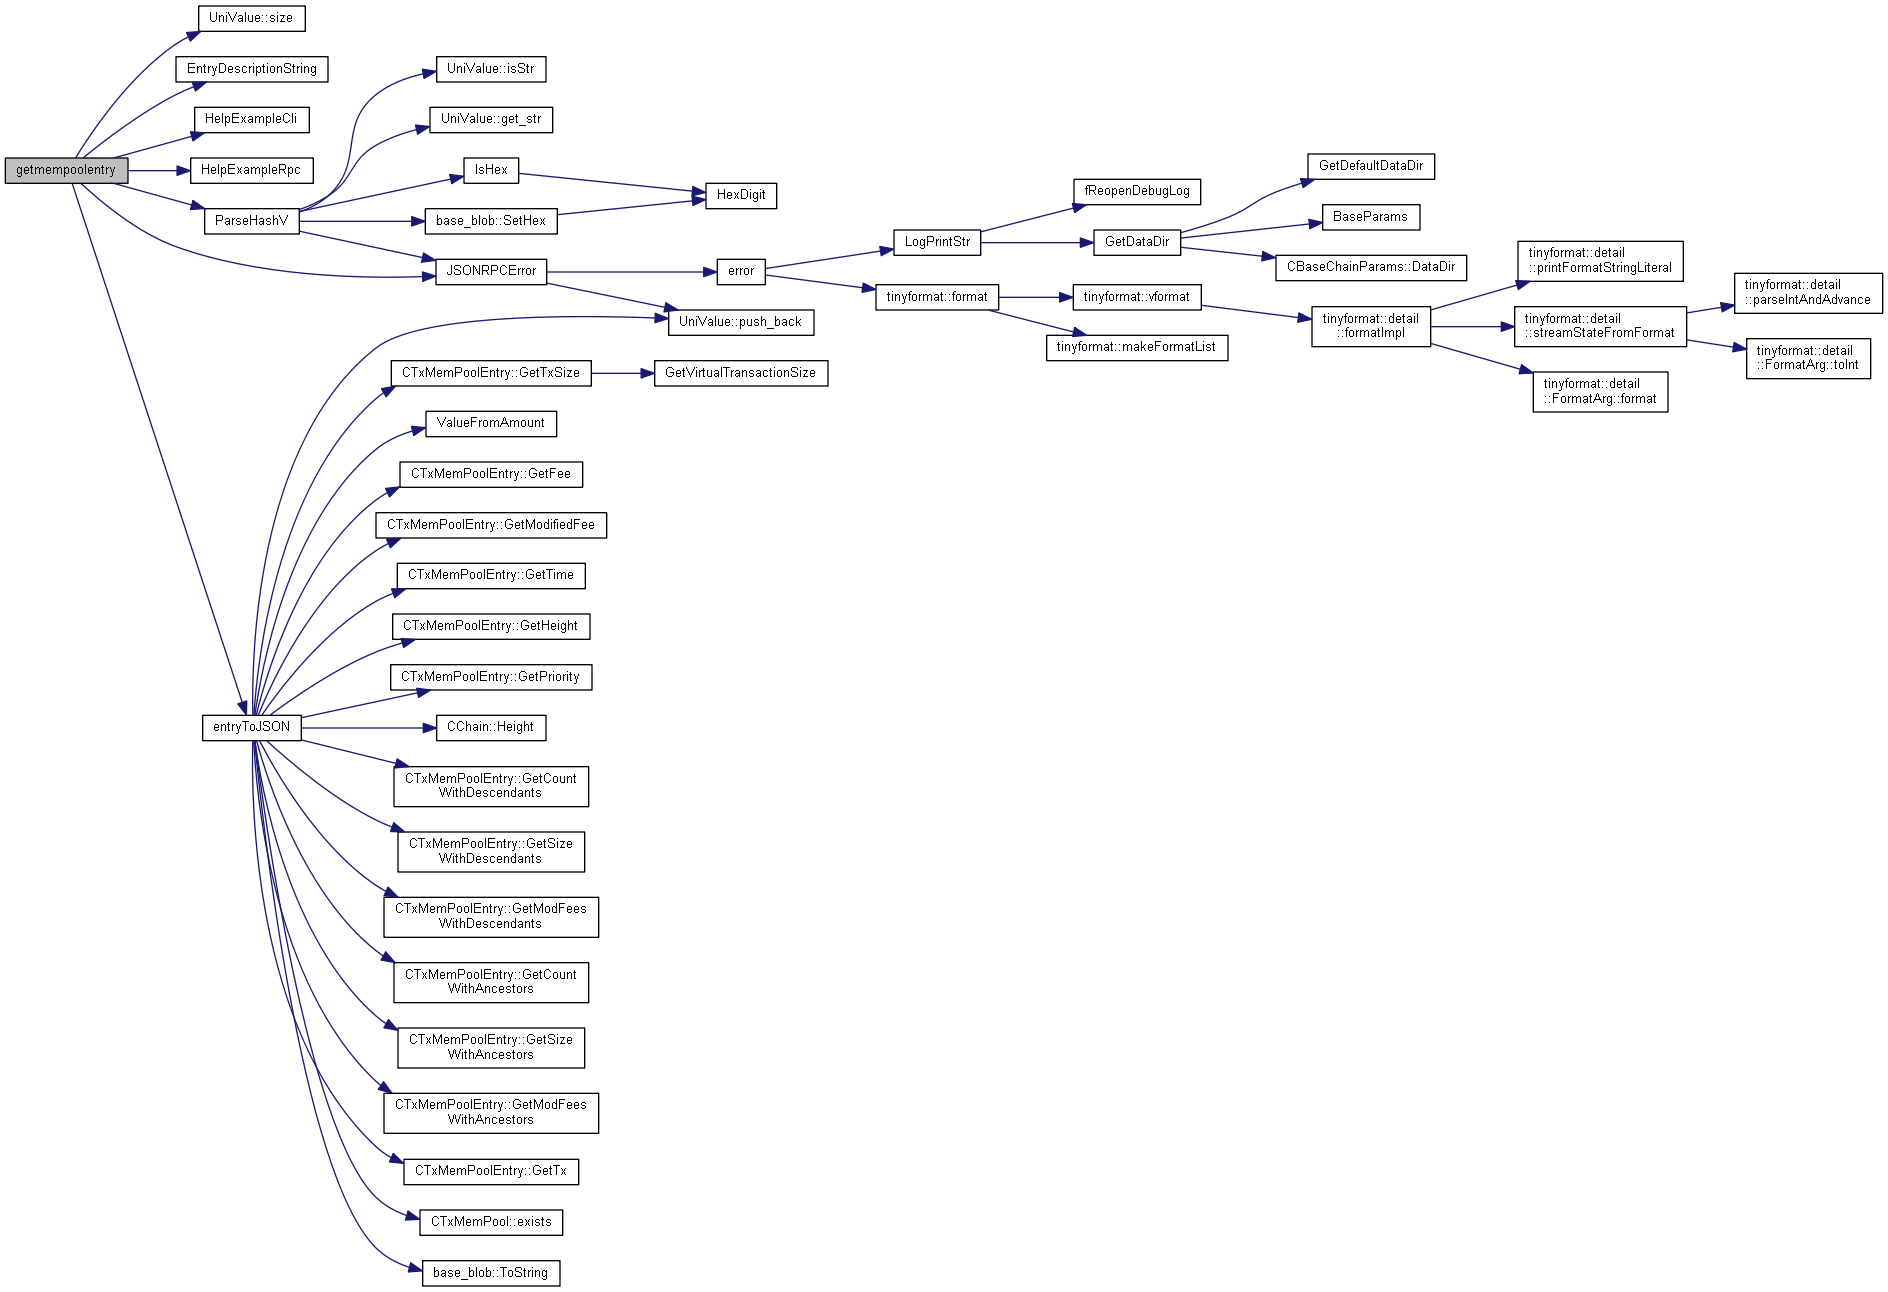 UniValue::size
EntryDescriptionString
HelpExampleCli
getmempoolentry
HelpExampleRpc
ParseHashV
UniValue::isStr
UniValue::get_str
IsHex
base_blob::SetHex
JSONRPCError
HexDigit
error
UniValue::push_back
LogPrintStr
tinyformat::format
fReopenDebugLog
GetDataDir
tinyformat::vformat
tinyformat::makeFormatList
GetDefaultDataDir
BaseParams
CBaseChainParams::DataDir
tinyformat::detail
::formatImpl
tinyformat::detail
::printFormatStringLiteral
tinyformat::detail
::streamStateFromFormat
tinyformat::detail
::FormatArg::format
tinyformat::detail
::parseIntAndAdvance
tinyformat::detail
::FormatArg::toInt
entryToJSON
CTxMemPoolEntry::GetTxSize
GetVirtualTransactionSize
ValueFromAmount
CTxMemPoolEntry::GetFee
CTxMemPoolEntry::GetModifiedFee
CTxMemPoolEntry::GetTime
CTxMemPoolEntry::GetHeight
CTxMemPoolEntry::GetPriority
CChain::Height
CTxMemPoolEntry::GetCount
WithDescendants
CTxMemPoolEntry::GetSize
WithDescendants
CTxMemPoolEntry::GetModFees
WithDescendants
CTxMemPoolEntry::GetCount
WithAncestors
CTxMemPoolEntry::GetSize
WithAncestors
CTxMemPoolEntry::GetModFees
WithAncestors
CTxMemPoolEntry::GetTx
CTxMemPool::exists
base_blob::ToString